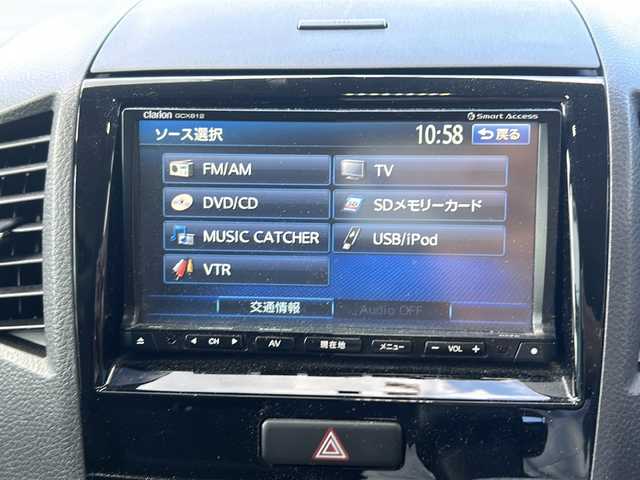 clarion GCX812 Smart Access
ソース選択 10:58 戻る
FM/AM TV
DVD/CD SDメモリーカード
MUSIC CATCHER USB/iPod
VTR
交通情報 Audio OFF
CH AV 現在地 メニュー − VOL +